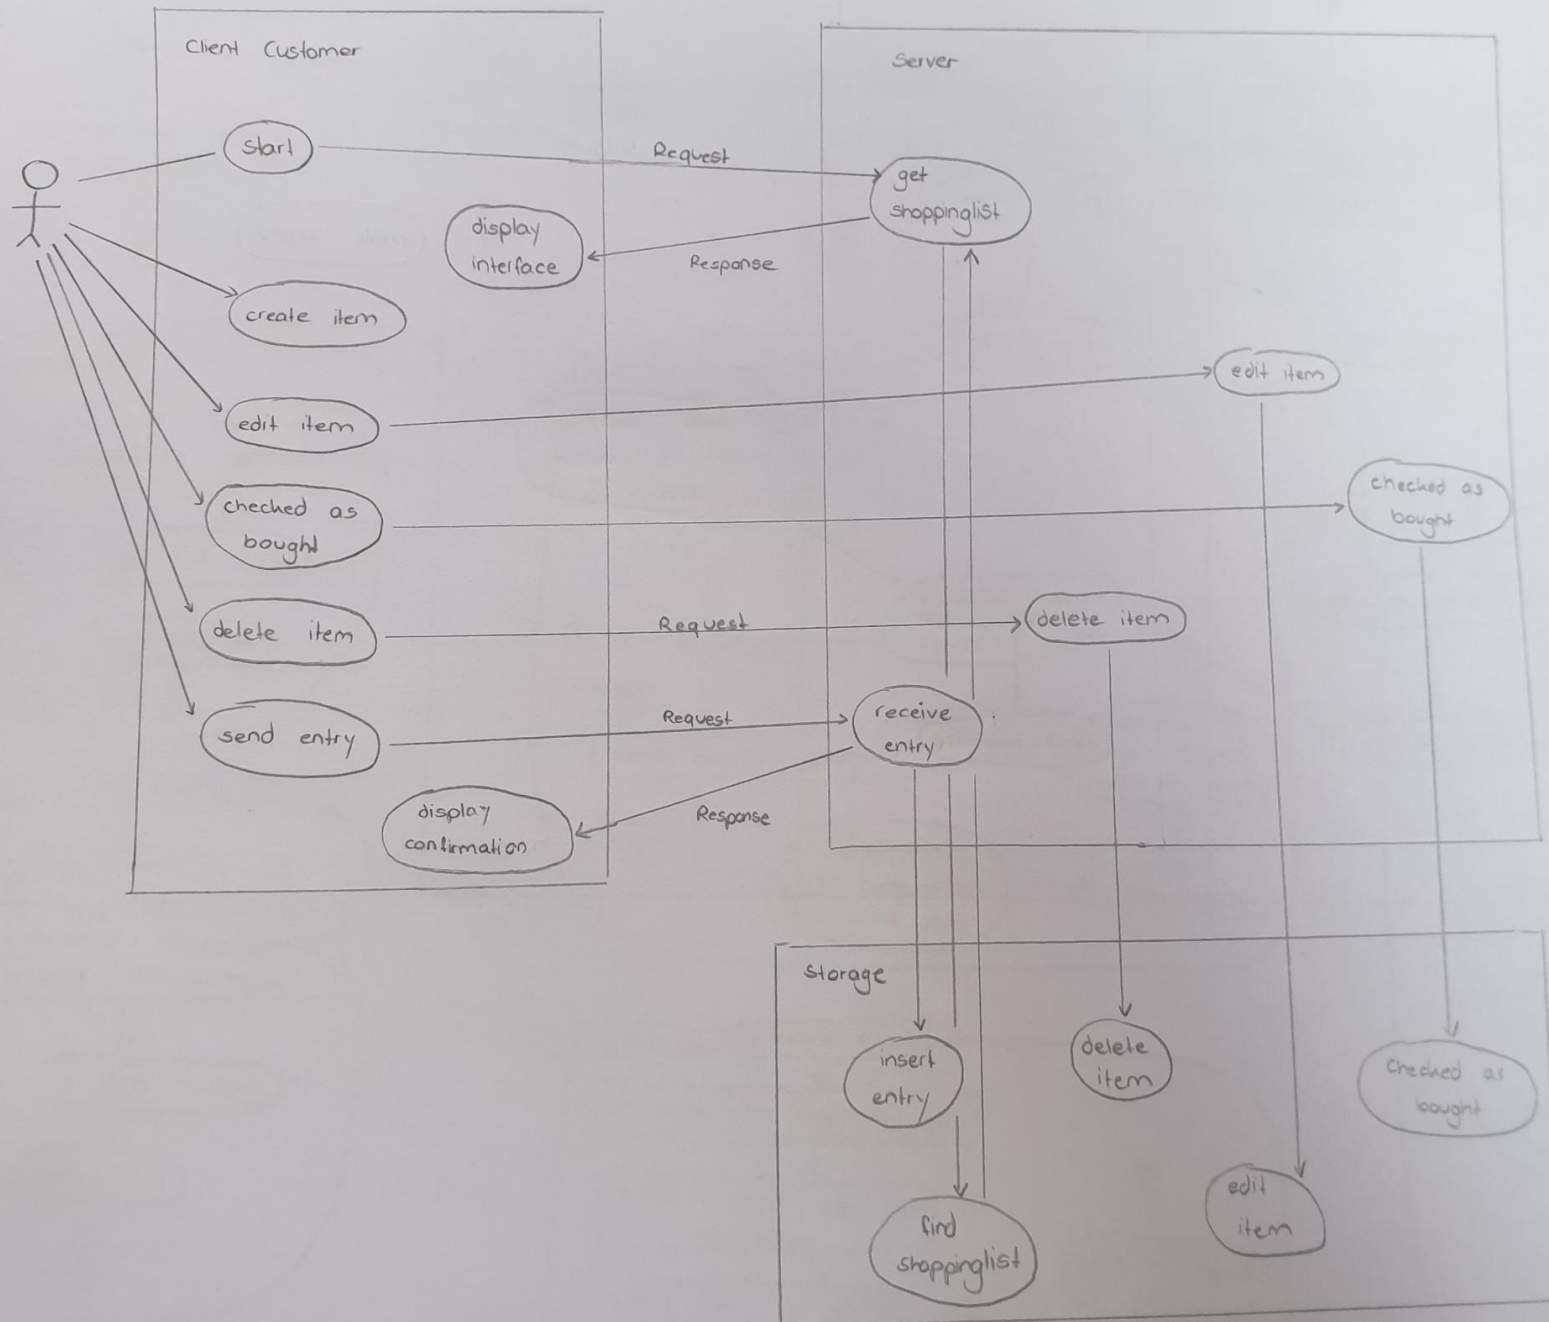 Client Customer
Server
start
Request
get
shoppinglist
display
interface
Response
create item
edit item
edit item
checked as
bought
checked as
bought
delete item
Request
delete item
send entry
Request
receive
entry
display
confirmation
Response
Storage
insert
entry
delete
item
checked as
bought
edit
item
find
shoppinglist